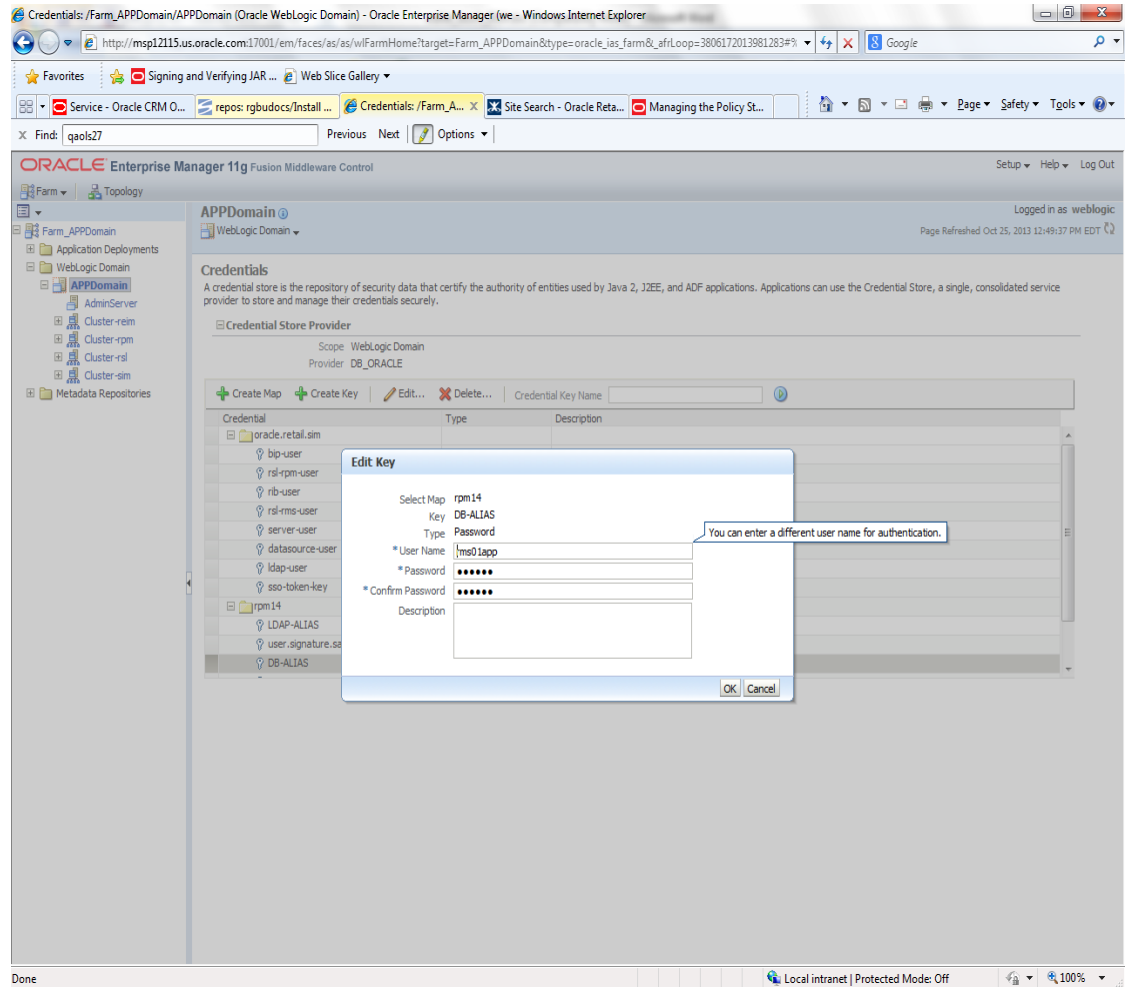 Credentials: /Farm_APPDomain/APPDomain (Oracle WebLogic Domain) - Oracle Enterprise Manager (we - Windows Internet Explorer
http://msp12115.us.oracle.com:17001/em/faces/as/as/wlFarmHome?target=Farm_APPDomain&type=oracle_ias_farm&_afrLoop=3806172013981283#%
Google
Favorites Signing and Verifying JAR ... Web Slice Gallery
Service - Oracle CRM O... repos: rgbudocs/Install ... Credentials: /Farm_A... X Site Search - Oracle Reta... Managing the Policy St... Page Safety Tools
X Find: qaols27 Previous Next Options
ORACLE Enterprise Manager 11g Fusion Middleware Control Setup Help Log Out
Farm Topology
APPDomain Logged in as weblogic
WebLogic Domain Page Refreshed Oct 25, 2013 12:49:37 PM EDT
Farm_APPDomain
Application Deployments
WebLogic Domain
APPDomain
AdminServer
Cluster-reim
Cluster-rpm
Cluster-rsl
Cluster-sim
Metadata Repositories
Credentials
A credential store is the repository of security data that certify the authority of entities used by Java 2, J2EE, and ADF applications. Applications can use the Credential Store, a single, consolidated service
provider to store and manage their credentials securely.
Credential Store Provider
Scope WebLogic Domain
Provider DB_ORACLE
Create Map Create Key Edit... Delete... Credential Key Name
Credential Type Description
oracle.retail.sim
bip-user
rsl-rpm-user
rib-user
rsl-rms-user
server-user
datasource-user
ldap-user
sso-token-key
rpm14
LDAP-ALIAS
user.signature.sa
DB-ALIAS
Edit Key
Select Map rpm14
Key DB-ALIAS
Type Password
You can enter a different user name for authentication.
* User Name rms01app
* Password ●●●●●●
* Confirm Password ●●●●●●
Description
OK Cancel
Done Local intranet | Protected Mode: Off 100%